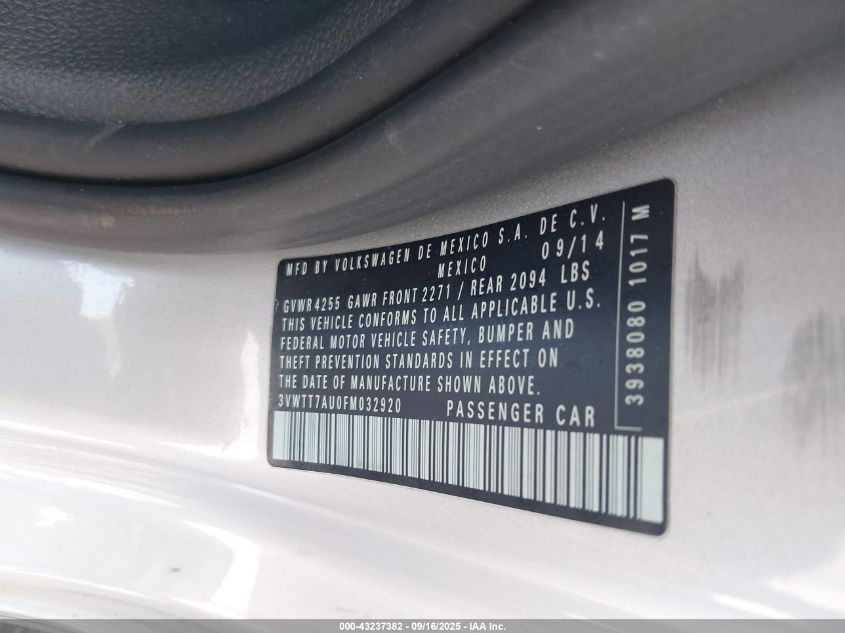 MFD BY VOLKSWAGEN DE MEXICO S.A. DE C.V.
MEXICO 09/14
GVWR 4255 GAWR FRONT 2271 / REAR 2094 LBS
THIS VEHICLE CONFORMS TO ALL APPLICABLE U.S.
FEDERAL MOTOR VEHICLE SAFETY, BUMPER AND
THEFT PREVENTION STANDARDS IN EFFECT ON
THE DATE OF MANUFACTURE SHOWN ABOVE.
3VWTT7AU0FM032920 PASSENGER CAR
3938080 1017 M
000-43237382 - 09/16/2025 - IAA Inc.